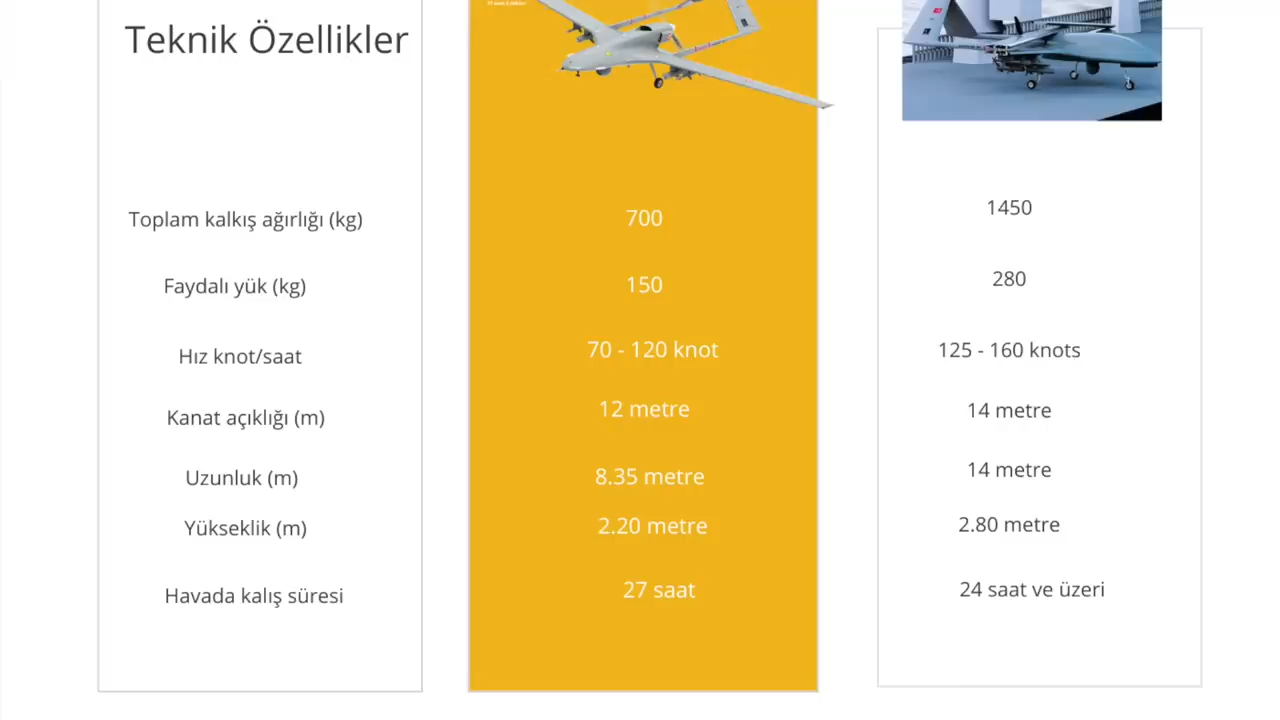 Teknik Özellikler
Toplam kalkış ağırlığı (kg)
700
1450
Faydalı yük (kg)
150
280
Hız knot/saat
70 - 120 knot
125 - 160 knots
Kanat açıklığı (m)
12 metre
14 metre
Uzunluk (m)
8.35 metre
14 metre
Yükseklik (m)
2.20 metre
2.80 metre
Havada kalış süresi
27 saat
24 saat ve üzeri